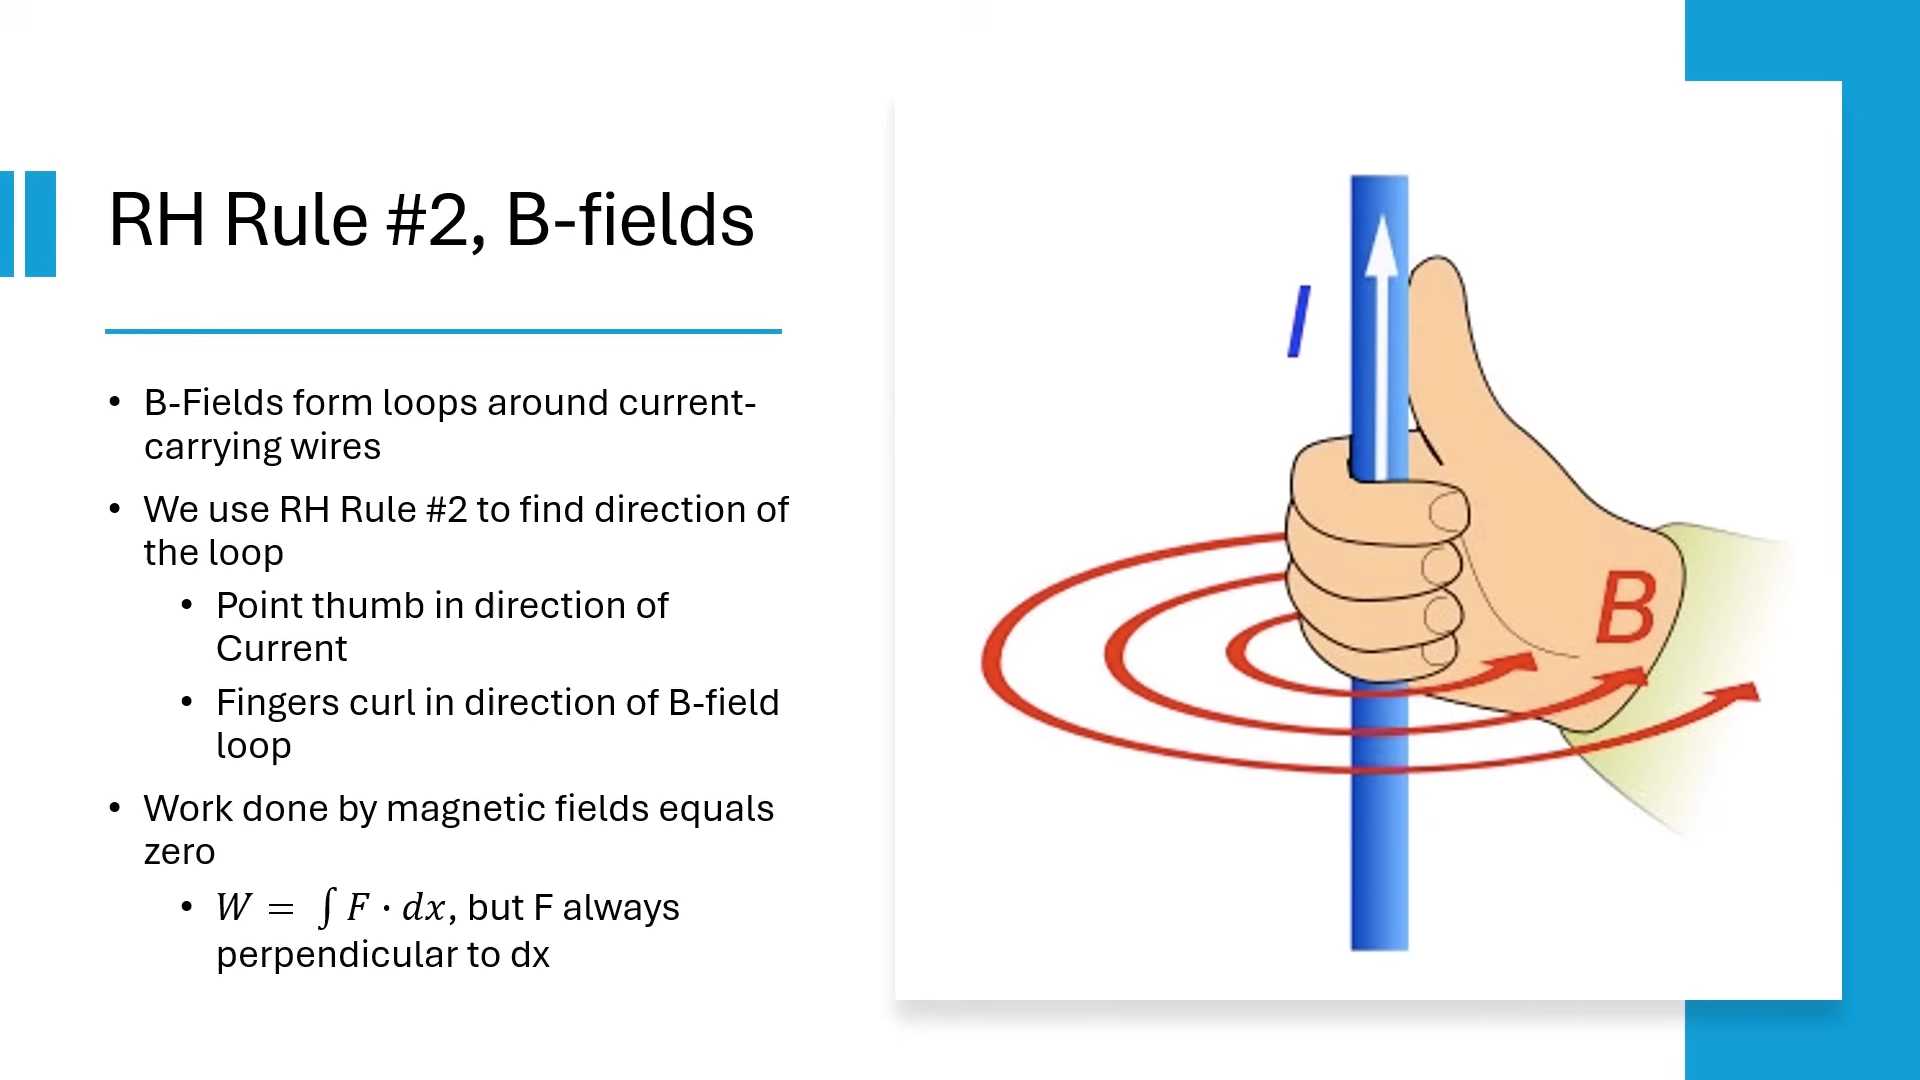 RH Rule #2, B-fields
• B-Fields form loops around current-
carrying wires
• We use RH Rule #2 to find direction of
the loop
• Point thumb in direction of
Current
• Fingers curl in direction of B-field
loop
• Work done by magnetic fields equals
zero
• W = ∫ F · dx, but F always
perpendicular to dx
I
B